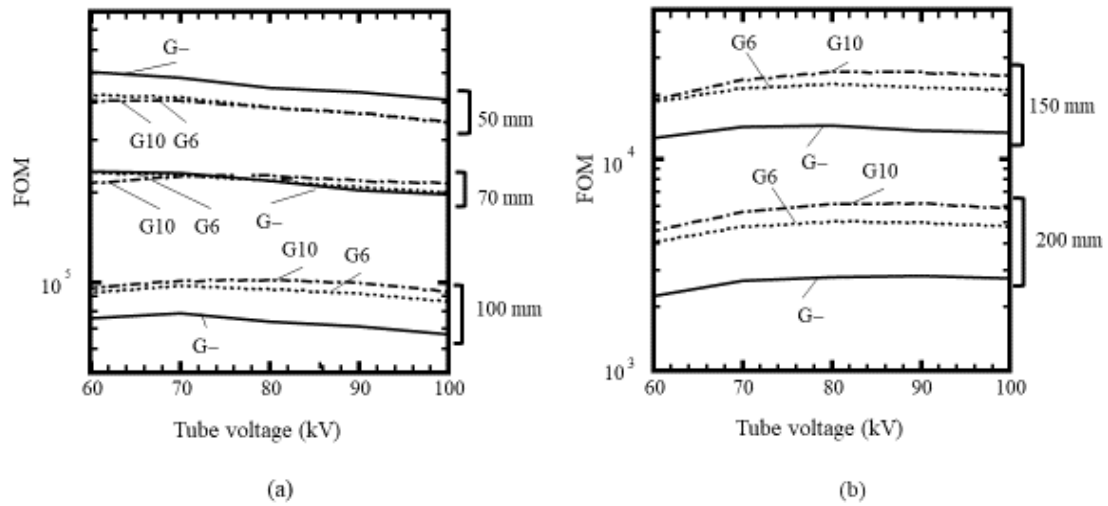 G–
G10 G6
50 mm
G10 G6
G–
70 mm
G10
G6
G–
100 mm
10^5
FOM
60 70 80 90 100
Tube voltage (kV)
(a)
G6
G10
G–
150 mm
G6
G10
G–
200 mm
10^4
10^3
FOM
60 70 80 90 100
Tube voltage (kV)
(b)